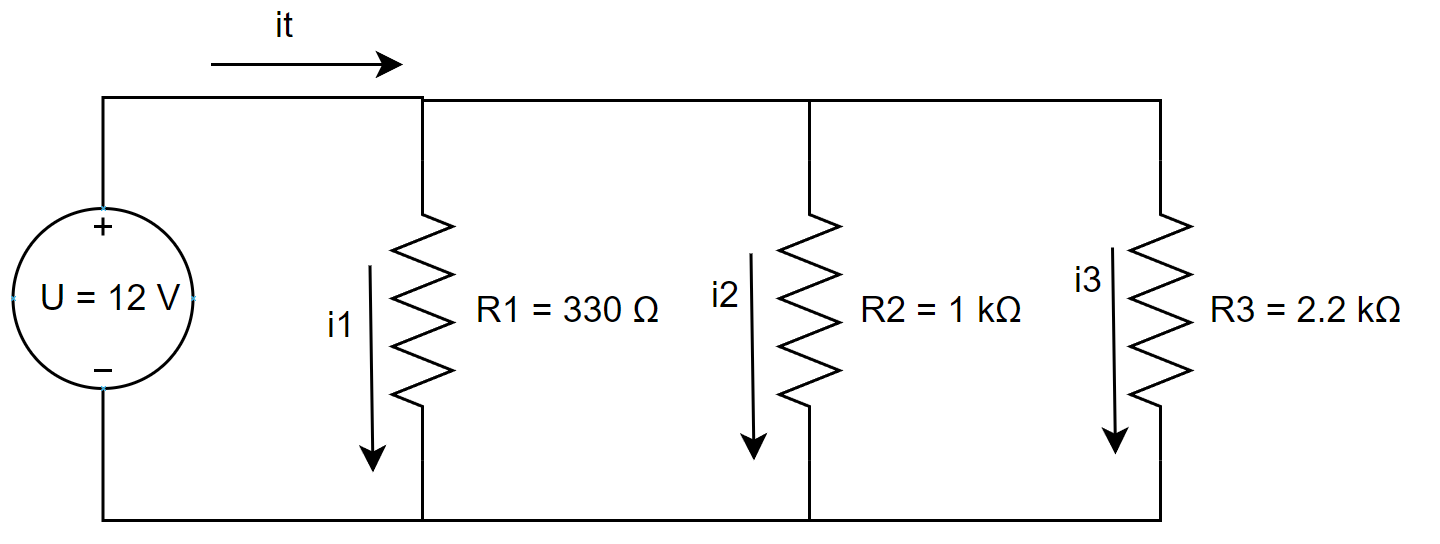 it
+
U = 12 V
−
i1
R1 = 330 Ω
i2
R2 = 1 kΩ
i3
R3 = 2.2 kΩ